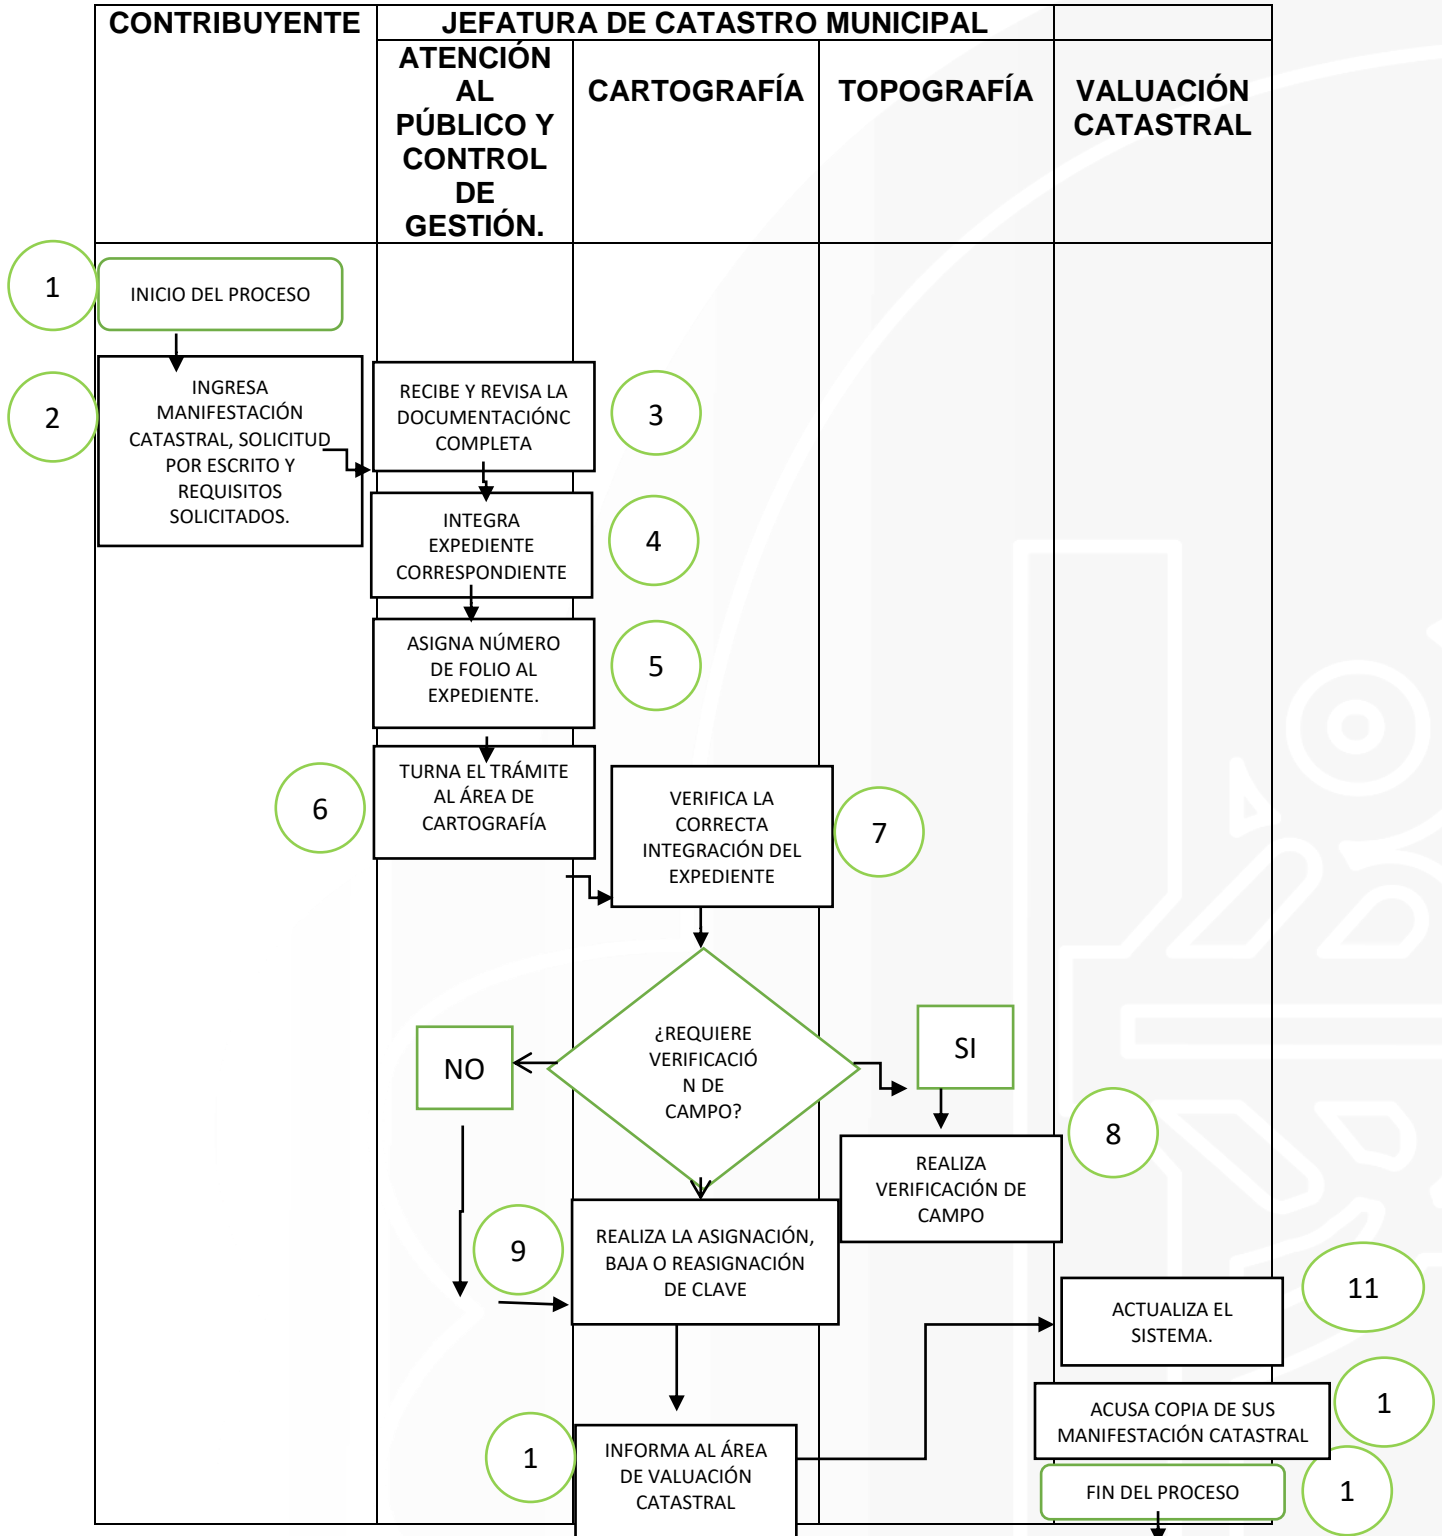 CONTRIBUYENTE
JEFATURA DE CATASTRO MUNICIPAL
ATENCIÓN
AL
PÚBLICO Y
CONTROL
DE
GESTIÓN.
CARTOGRAFÍA
TOPOGRAFÍA
VALUACIÓN
CATASTRAL
1
INICIO DEL PROCESO
2
INGRESA
MANIFESTACIÓN
CATASTRAL, SOLICITUD
POR ESCRITO Y
REQUISITOS
SOLICITADOS.
RECIBE Y REVISA LA
DOCUMENTACIÓNC
COMPLETA
3
INTEGRA
EXPEDIENTE
CORRESPONDIENTE
4
ASIGNA NÚMERO
DE FOLIO AL
EXPEDIENTE.
5
6
TURNA EL TRÁMITE
AL ÁREA DE
CARTOGRAFÍA
VERIFICA LA
CORRECTA
INTEGRACIÓN DEL
EXPEDIENTE
7
¿REQUIERE
VERIFICACIÓ
N DE
CAMPO?
NO
SI
8
REALIZA
VERIFICACIÓN DE
CAMPO
9
REALIZA LA ASIGNACIÓN,
BAJA O REASIGNACIÓN
DE CLAVE
1
INFORMA AL ÁREA
DE VALUACIÓN
CATASTRAL
ACTUALIZA EL
SISTEMA.
11
ACUSA COPIA DE SUS
MANIFESTACIÓN CATASTRAL
1
FIN DEL PROCESO
1